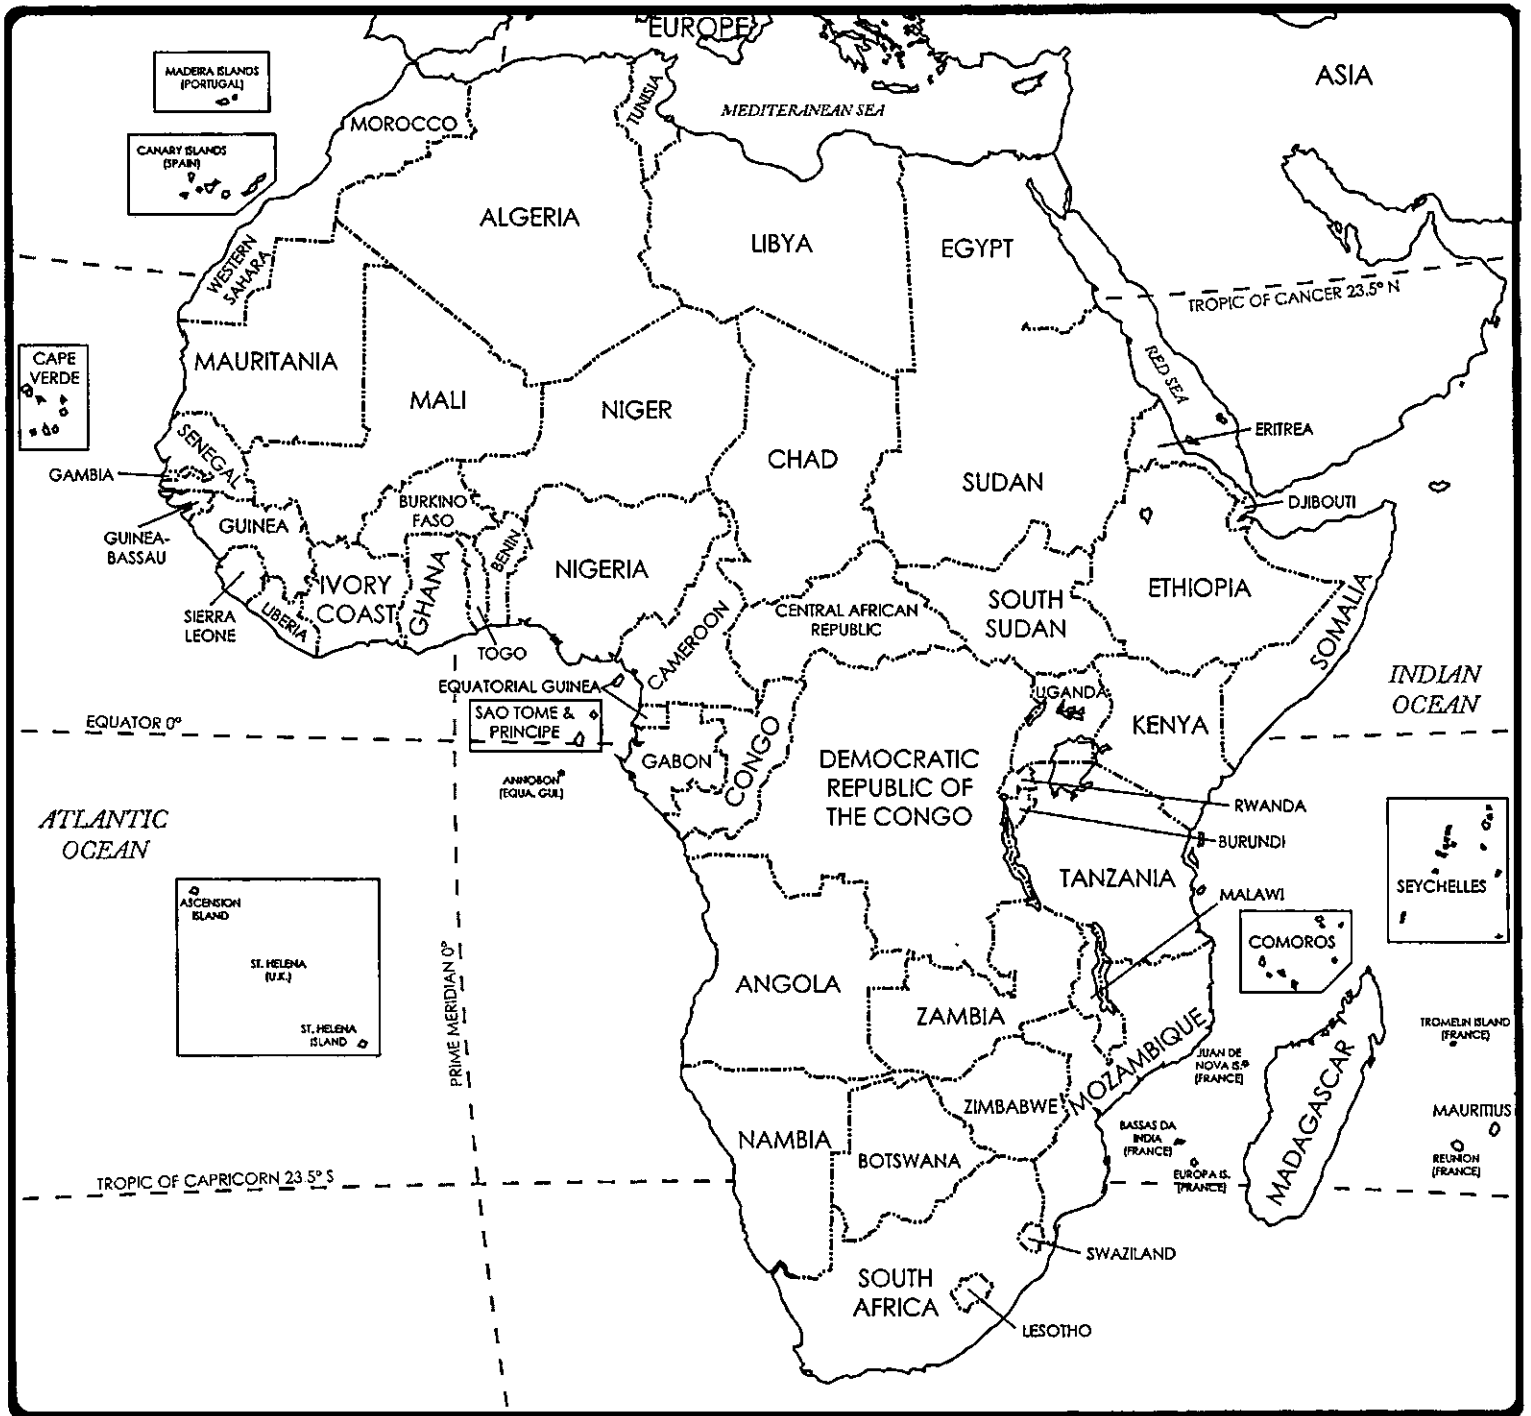 EUROPE
ASIA
MADEIRA ISLANDS
(PORTUGAL)
MEDITERANEAN SEA
TUNISIA
MOROCCO
CANARY ISLANDS
(SPAIN)
ALGERIA
LIBYA
EGYPT
WESTERN
SAHARA
TROPIC OF CANCER 23.5° N
CAPE
VERDE
MAURITANIA
MALI
NIGER
CHAD
SUDAN
RED SEA
ERITREA
SENEGAL
GAMBIA
DJIBOUTI
BURKINO
FASO
GUINEA
GUINEA-
BASSAU
BENIN
NIGERIA
IVORY
COAST
GHANA
ETHIOPIA
SOMALIA
SIERRA
LEONE
LIBERIA
CENTRAL AFRICAN
REPUBLIC
SOUTH
SUDAN
TOGO
CAMEROON
EQUATORIAL GUINEA
UGANDA
INDIAN
OCEAN
SAO TOME &
PRINCIPE
EQUATOR 0°
KENYA
GABON
CONGO
DEMOCRATIC
REPUBLIC OF
THE CONGO
ANNOBON
(EQUA. GUI.)
RWANDA
ATLANTIC
OCEAN
BURUNDI
TANZANIA
SEYCHELLES
MALAWI
ASCENSION
ISLAND
COMOROS
ST. HELENA
(U.K.)
ST. HELENA
ISLAND
PRIME MERIDIAN 0°
ANGOLA
ZAMBIA
MOZAMBIQUE
TROMELIN ISLAND
(FRANCE)
JUAN DE
NOVA IS.
(FRANCE)
MADAGASCAR
ZIMBABWE
MAURITIUS
NAMBIA
BASSAS DA
INDIA
(FRANCE)
BOTSWANA
REUNION
(FRANCE)
EUROPA IS.
(FRANCE)
TROPIC OF CAPRICORN 23.5° S
SWAZILAND
SOUTH
AFRICA
LESOTHO